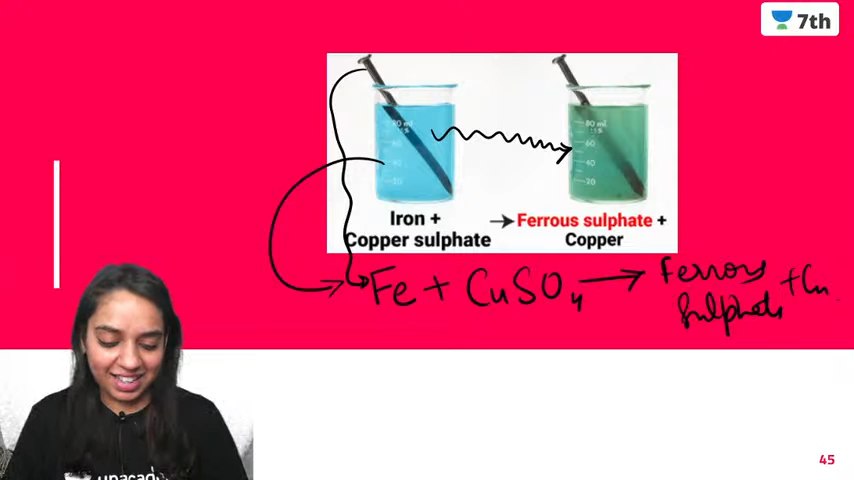 7th
80 ml
60
40
20
80 ml
60
40
20
Iron +
Copper sulphate
→ Ferrous sulphate +
Copper
Fe + CuSO4 → Ferrous
Sulphate + Cu
unacad
45